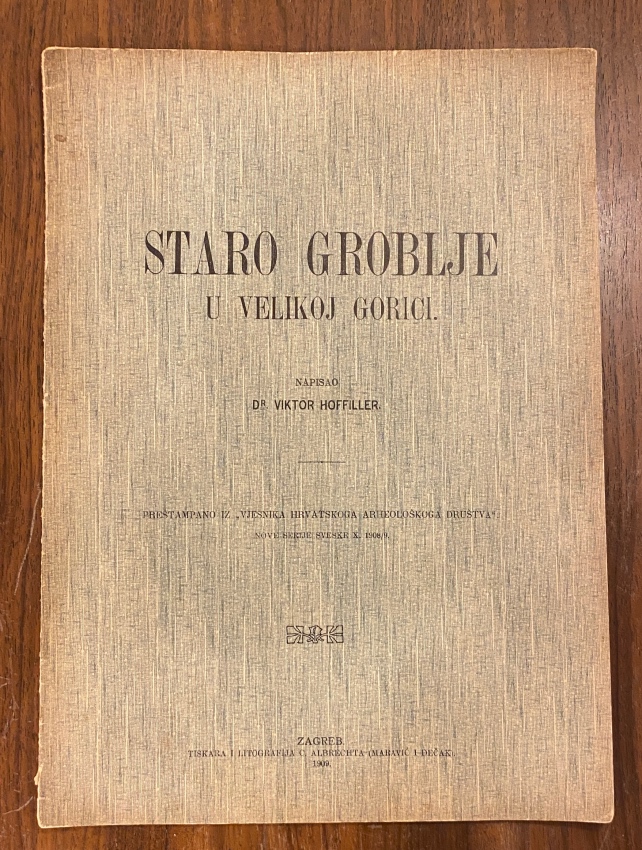 STARO GROBLJE
U VELIKOJ GORICI.
NAPISAO
DR. VIKTOR HOFFILLER.
PREŠTAMPANO IZ „VJESNIKA HRVATSKOGA ARHEOLOŠKOGA DRUŠTVA“
NOVE SERIJE SVESKE X. 1908/9.
ZAGREB.
TISKARA I LITOGRAFIJA C. ALBRECHTA (MARAVIĆ I DEČAK).
1909.